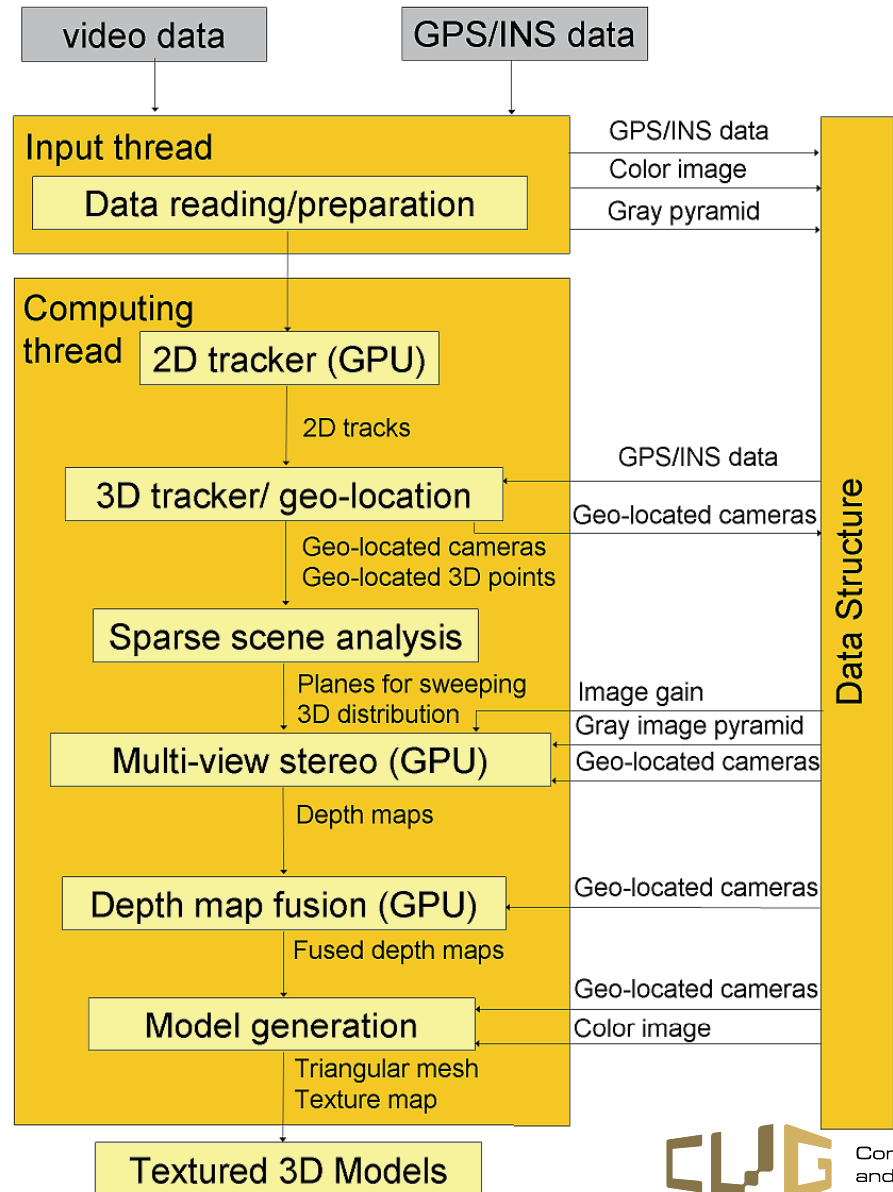 video data
GPS/INS data
Input thread
Data reading/preparation
GPS/INS data
Color image
Gray pyramid
Computing
thread
2D tracker (GPU)
2D tracks
GPS/INS data
3D tracker/ geo-location
Geo-located cameras
Geo-located cameras
Geo-located 3D points
Sparse scene analysis
Planes for sweeping
3D distribution
Image gain
Gray image pyramid
Geo-located cameras
Multi-view stereo (GPU)
Depth maps
Depth map fusion (GPU)
Geo-located cameras
Fused depth maps
Model generation
Geo-located cameras
Color image
Triangular mesh
Texture map
Textured 3D Models
Data Structure
CVG
and